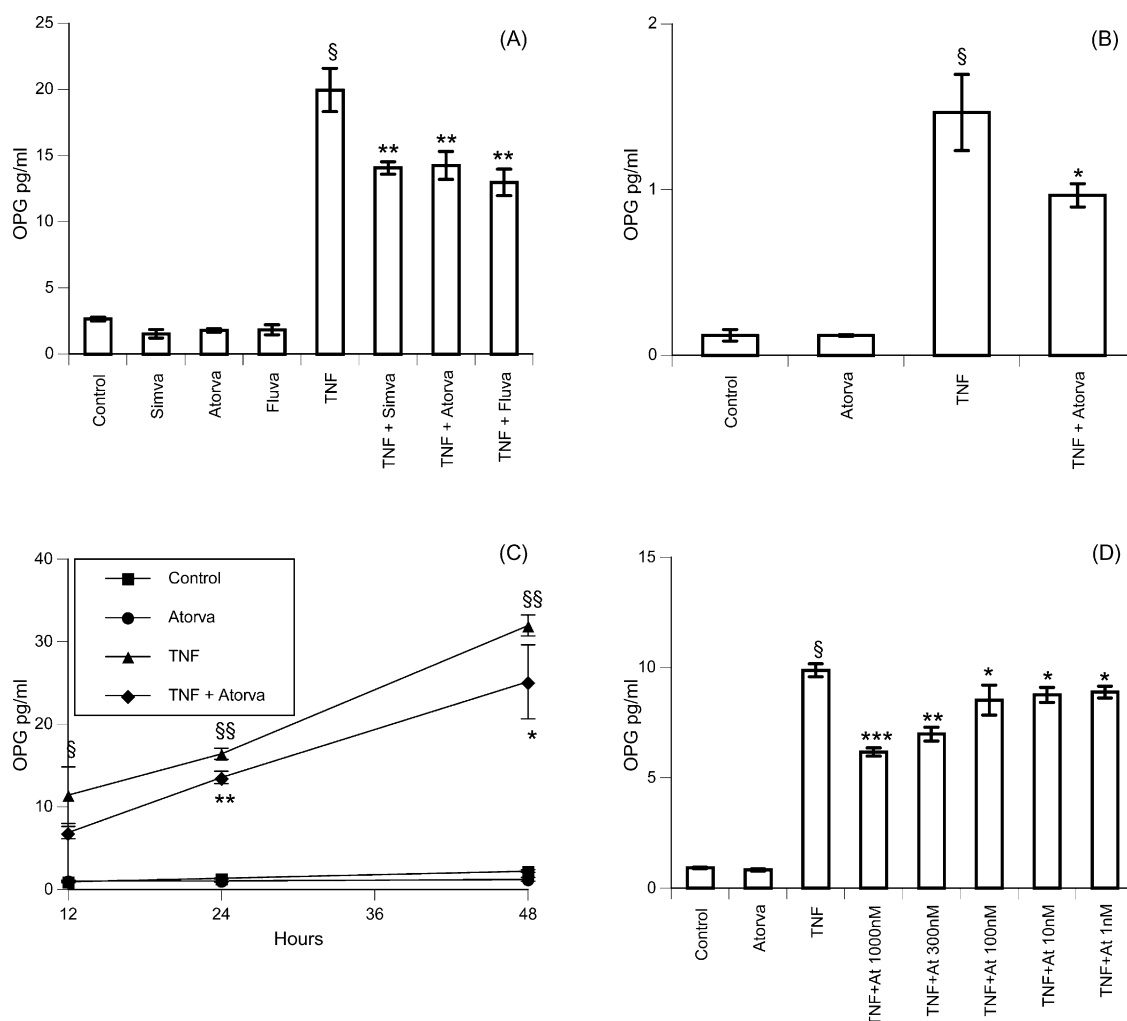 (A)
OPG pg/ml
25
20
15
10
5
0
§
**
**
**
Control
Simva
Atorva
Fluva
TNF
TNF + Simva
TNF + Atorva
TNF + Fluva
(B)
OPG pg/ml
2
1
0
§
*
Control
Atorva
TNF
TNF + Atorva
(C)
OPG pg/ml
40
30
20
10
0
Control
Atorva
TNF
TNF + Atorva
§
§§
§§
**
*
12
24
36
48
Hours
(D)
OPG pg/ml
15
10
5
0
§
***
**
*
*
*
Control
Atorva
TNF
TNF+At 1000nM
TNF+At 300nM
TNF+At 100nM
TNF+At 10nM
TNF+At 1nM